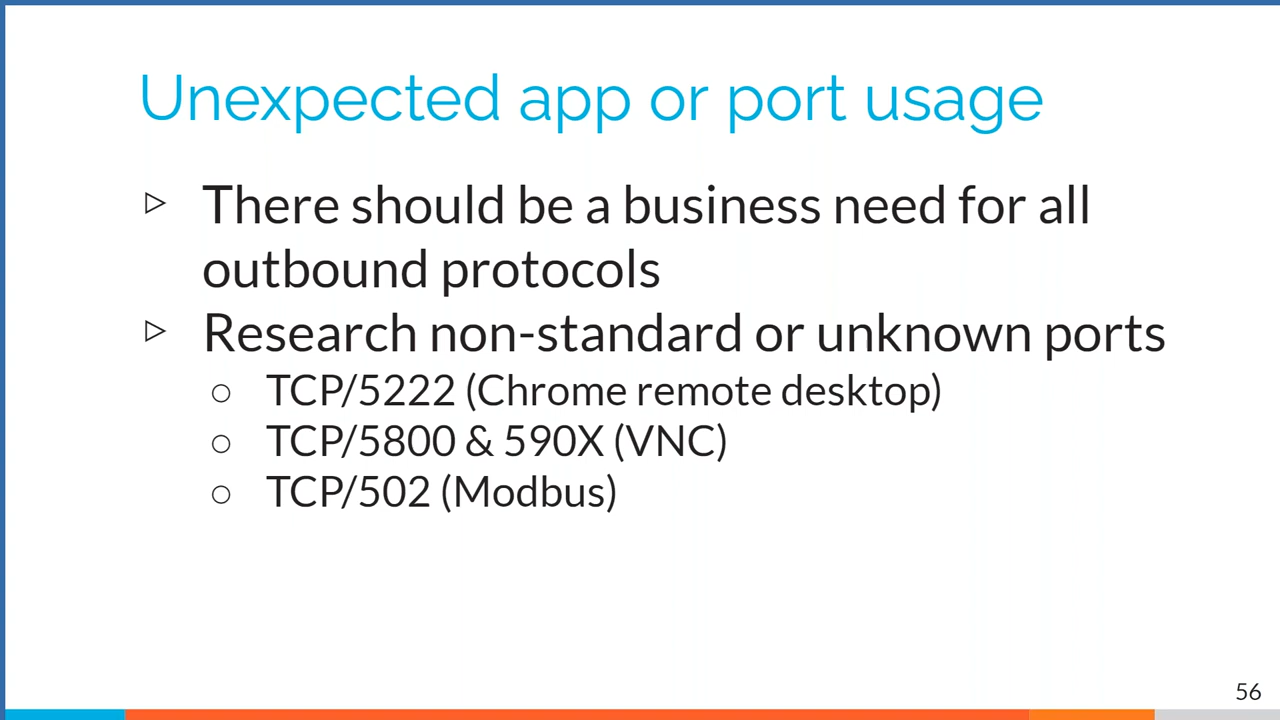 Unexpected app or port usage
▷ There should be a business need for all
outbound protocols
▷ Research non-standard or unknown ports
○ TCP/5222 (Chrome remote desktop)
○ TCP/5800 & 590X (VNC)
○ TCP/502 (Modbus)
56